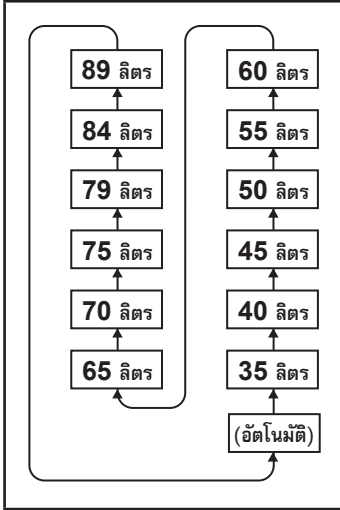 89 ลิตร
84 ลิตร
79 ลิตร
75 ลิตร
70 ลิตร
65 ลิตร
60 ลิตร
55 ลิตร
50 ลิตร
45 ลิตร
40 ลิตร
35 ลิตร
(อัตโนมัติ)